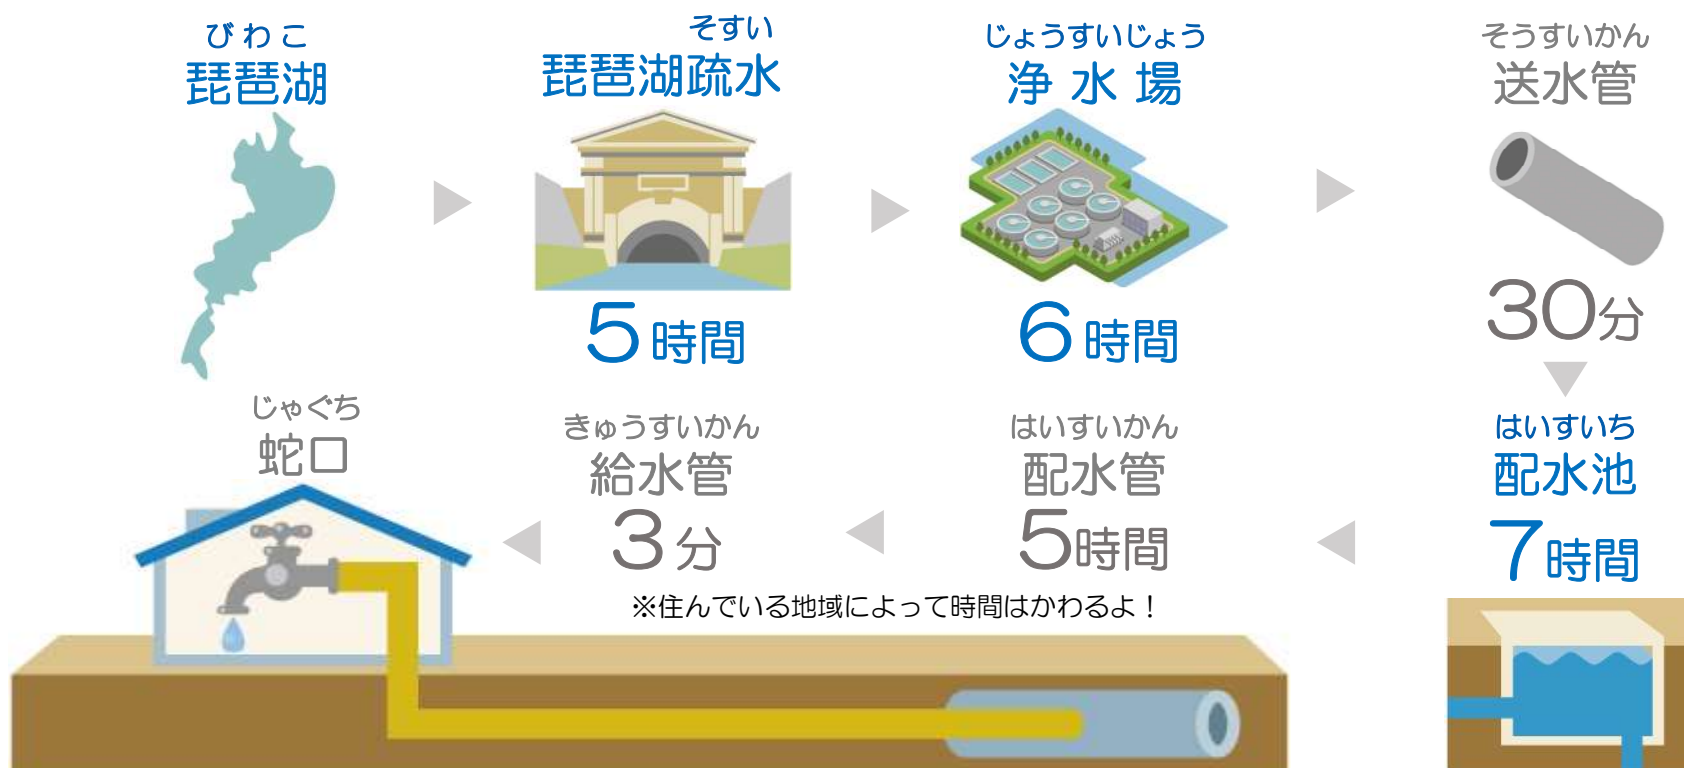 びわこ
琵琶湖
そすい
琵琶湖疏水
5時間
じょうすいじょう
浄水場
6時間
そうすいかん
送水管
30分
はいすいち
配水池
7時間
はいすいかん
配水管
5時間
きゅうすいかん
給水管
3分
じゃぐち
蛇口
※住んでいる地域によって時間はかわるよ！